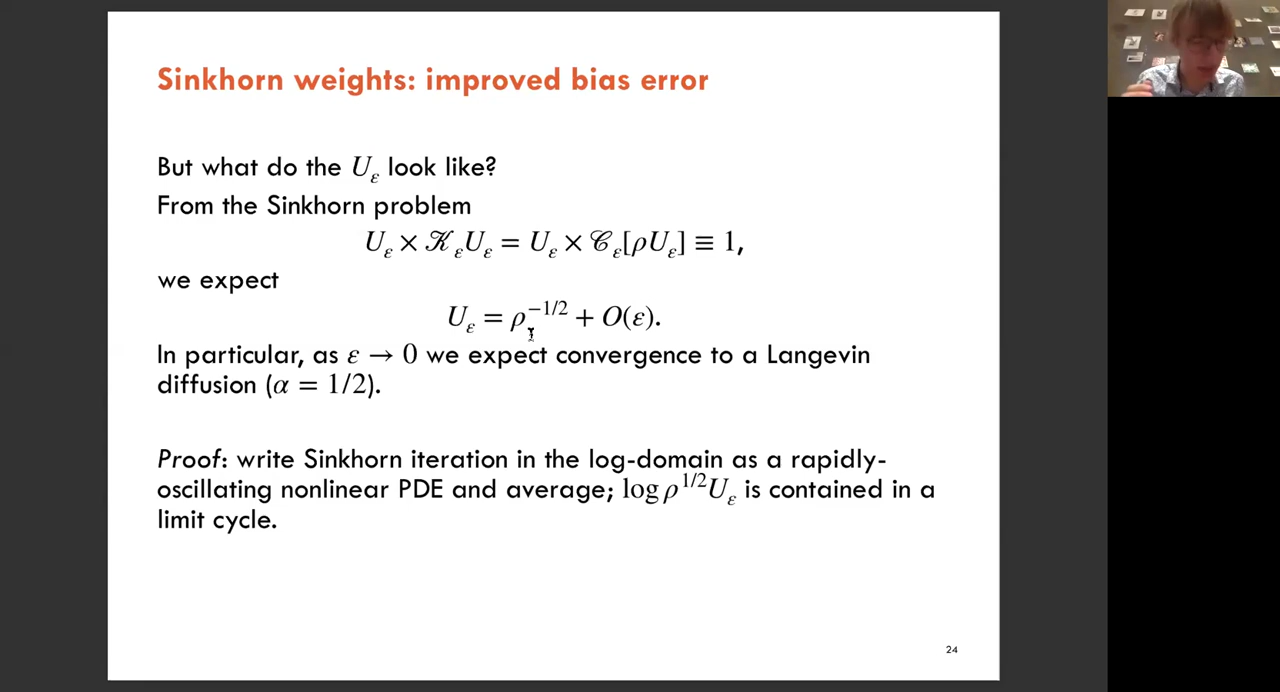 Sinkhorn weights: improved bias error
But what do the U_ε look like?
From the Sinkhorn problem
U_ε × 𝒦_ε U_ε = U_ε × 𝒞_ε[ρU_ε] ≡ 1,
we expect
U_ε = ρ^{−1/2} + O(ε).
In particular, as ε → 0 we expect convergence to a Langevin
diffusion (α = 1/2).
Proof: write Sinkhorn iteration in the log-domain as a rapidly-
oscillating nonlinear PDE and average; log ρ^{1/2}U_ε is contained in a
limit cycle.
24